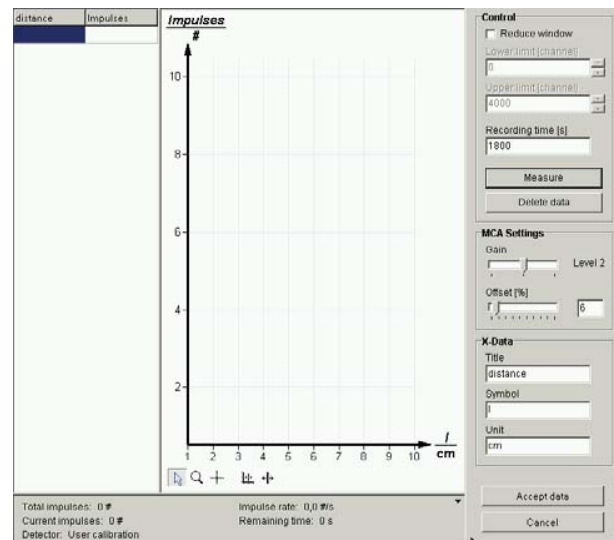 distance Impulses
Impulses
#
10
8
6
4
2
1 2 3 4 5 6 7 8 9 10
l
cm
Control
Reduce window
Lower limit [channel]
0
Upper limit [channel]
4000
Recording time [s]
1800
Measure
Delete data
MCA Settings
Gain
Level 2
Offset [%]
6
X-Data
Title
distance
Symbol
l
Unit
cm
Accept data
Cancel
Total impulses: 0 # Impulse rate: 0,0 #/s
Current impulses: 0 # Remaining time: 0 s
Detector: User calibration